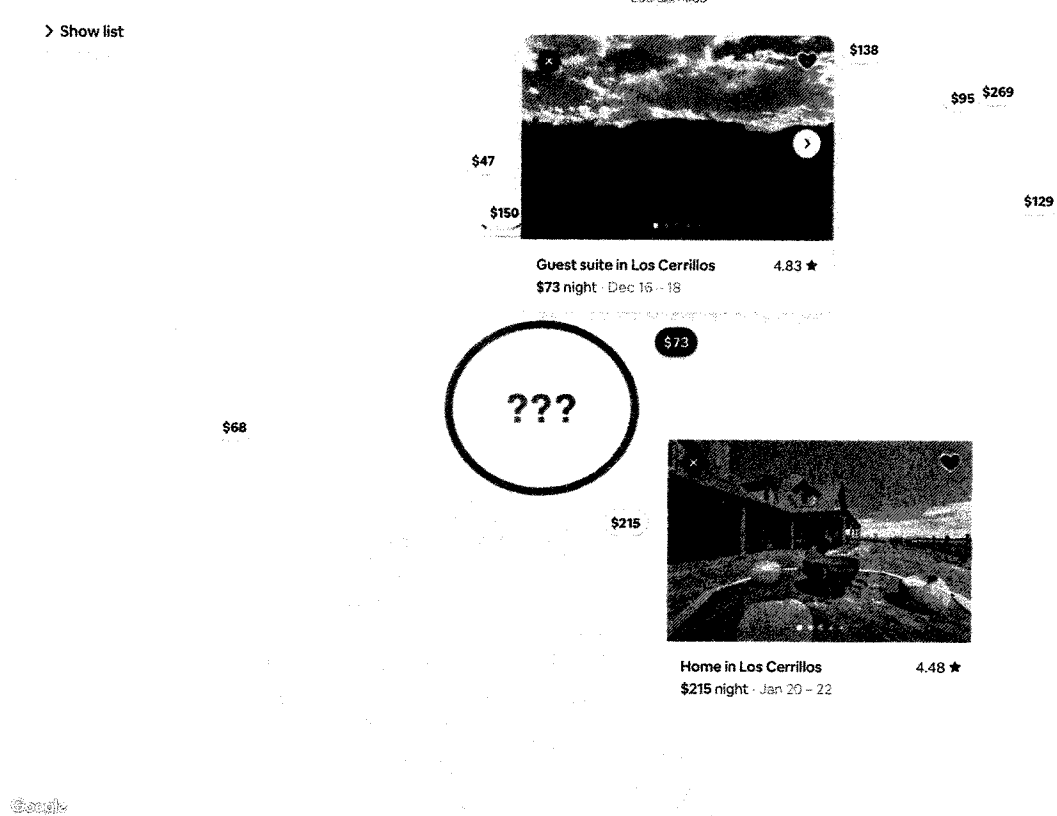 Show list
$138
$95
$269
$47
$150
$129
Guest suite in Los Cerrillos 4.83
$73 night · Dec 16 – 18
$73
???
$68
$215
Home in Los Cerrillos 4.48
$215 night · Jan 20 – 22
Google